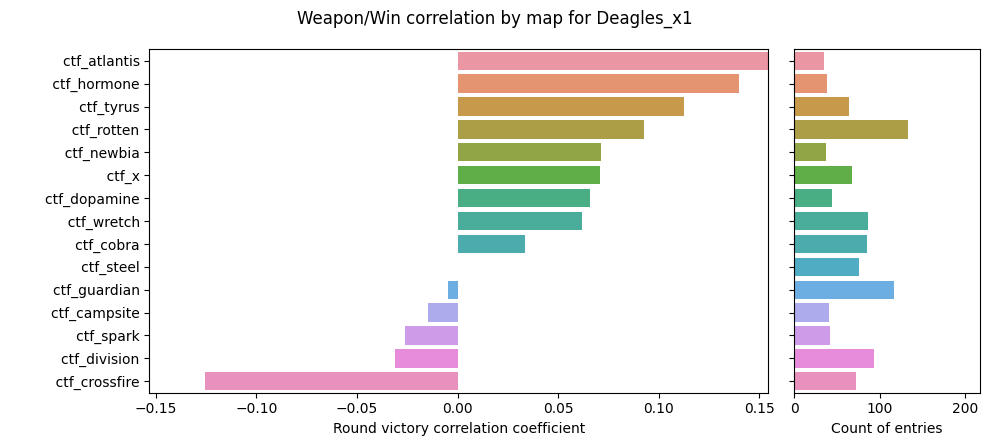 Weapon/Win correlation by map for Deagles_x1
ctf_atlantis
ctf_hormone
ctf_tyrus
ctf_rotten
ctf_newbia
ctf_x
ctf_dopamine
ctf_wretch
ctf_cobra
ctf_steel
ctf_guardian
ctf_campsite
ctf_spark
ctf_division
ctf_crossfire
−0.15 −0.10 −0.05 0.00 0.05 0.10 0.15 0 100 200
Round victory correlation coefficient Count of entries